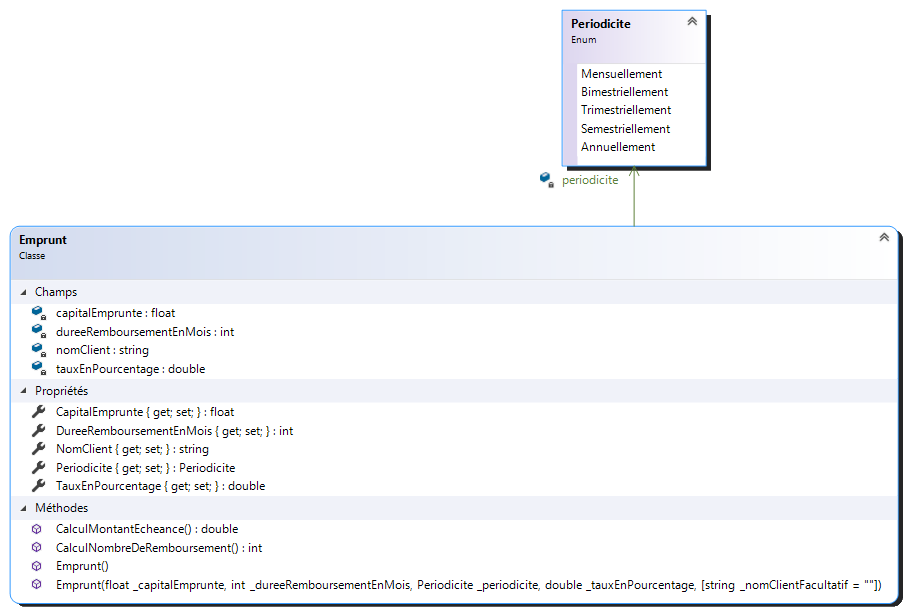 Periodicite
Enum
Mensuellement
Bimestriellement
Trimestriellement
Semestriellement
Annuellement
periodicite
Emprunt
Classe
Champs
capitalEmprunte : float
dureeRemboursementEnMois : int
nomClient : string
tauxEnPourcentage : double
Propriétés
CapitalEmprunte { get; set; } : float
DureeRemboursementEnMois { get; set; } : int
NomClient { get; set; } : string
Periodicite { get; set; } : Periodicite
TauxEnPourcentage { get; set; } : double
Méthodes
CalculMontantEcheance() : double
CalculNombreDeRemboursement() : int
Emprunt()
Emprunt(float _capitalEmprunte, int _dureeRemboursementEnMois, Periodicite _periodicite, double _tauxEnPourcentage, [string _nomClientFacultatif = ""])